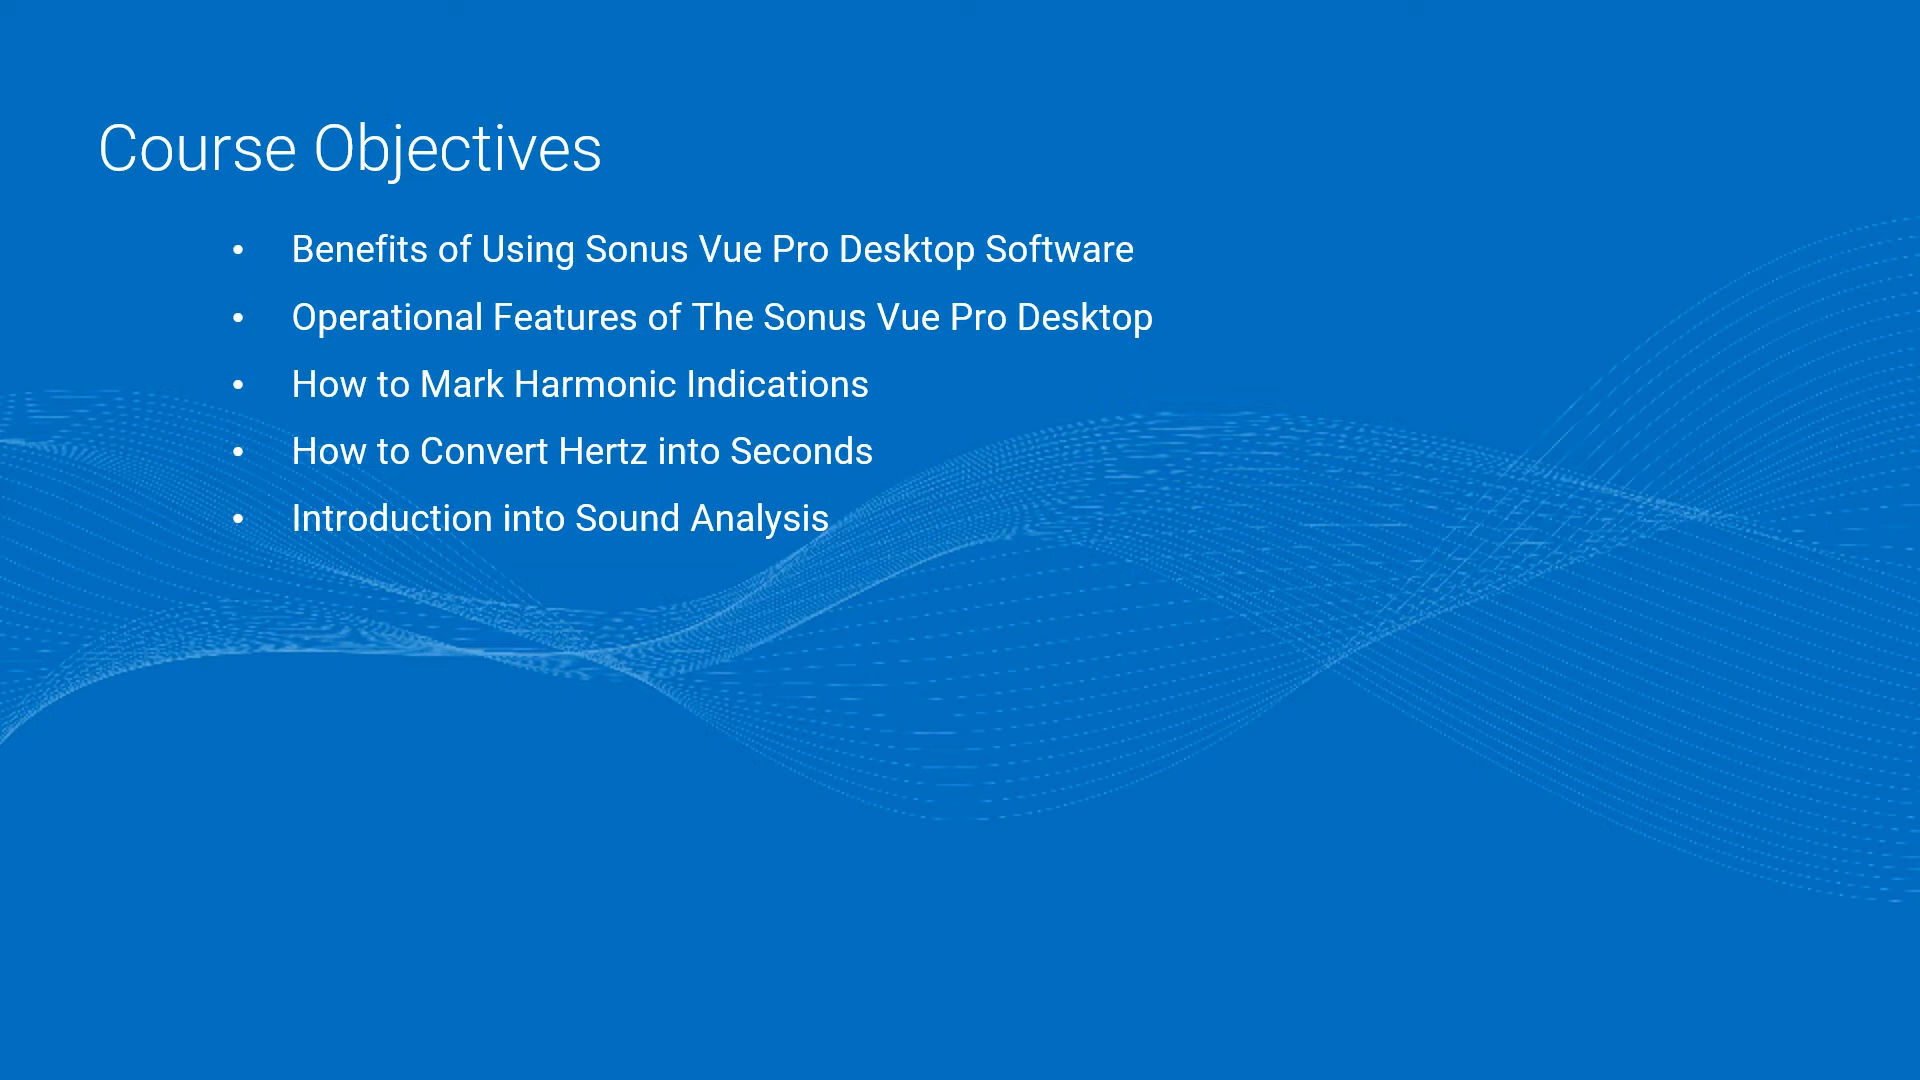 Course Objectives
• Benefits of Using Sonus Vue Pro Desktop Software
• Operational Features of The Sonus Vue Pro Desktop
• How to Mark Harmonic Indications
• How to Convert Hertz into Seconds
• Introduction into Sound Analysis